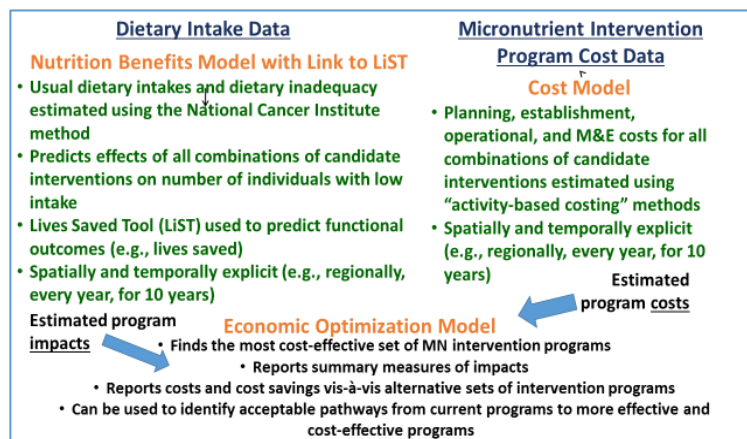 Dietary Intake Data
Nutrition Benefits Model with Link to LiST
• Usual dietary intakes and dietary inadequacy
estimated using the National Cancer Institute
method
• Predicts effects of all combinations of candidate
interventions on number of individuals with low
intake
• Lives Saved Tool (LiST) used to predict functional
outcomes (e.g., lives saved)
• Spatially and temporally explicit (e.g., regionally,
every year, for 10 years)
Micronutrient Intervention
Program Cost Data
Cost Model
• Planning, establishment,
operational, and M&E costs for all
combinations of candidate
interventions estimated using
“activity-based costing” methods
• Spatially and temporally explicit
(e.g., regionally, every year, for 10
years)
Estimated program
impacts
Estimated
program costs
Economic Optimization Model
• Finds the most cost-effective set of MN intervention programs
• Reports summary measures of impacts
• Reports costs and cost savings vis-à-vis alternative sets of intervention programs
• Can be used to identify acceptable pathways from current programs to more effective and
cost-effective programs